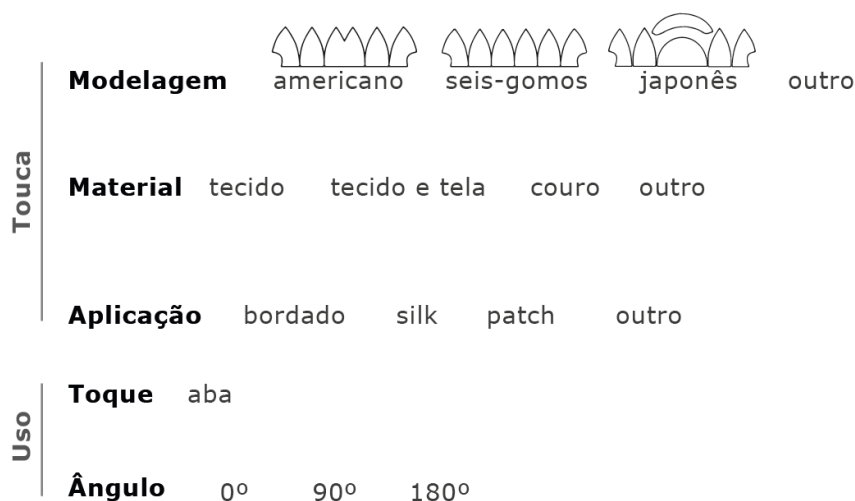 Touca
Modelagem americano seis-gomos japonês outro
Material tecido tecido e tela couro outro
Aplicação bordado silk patch outro
Uso
Toque aba
Ângulo 0º 90º 180º